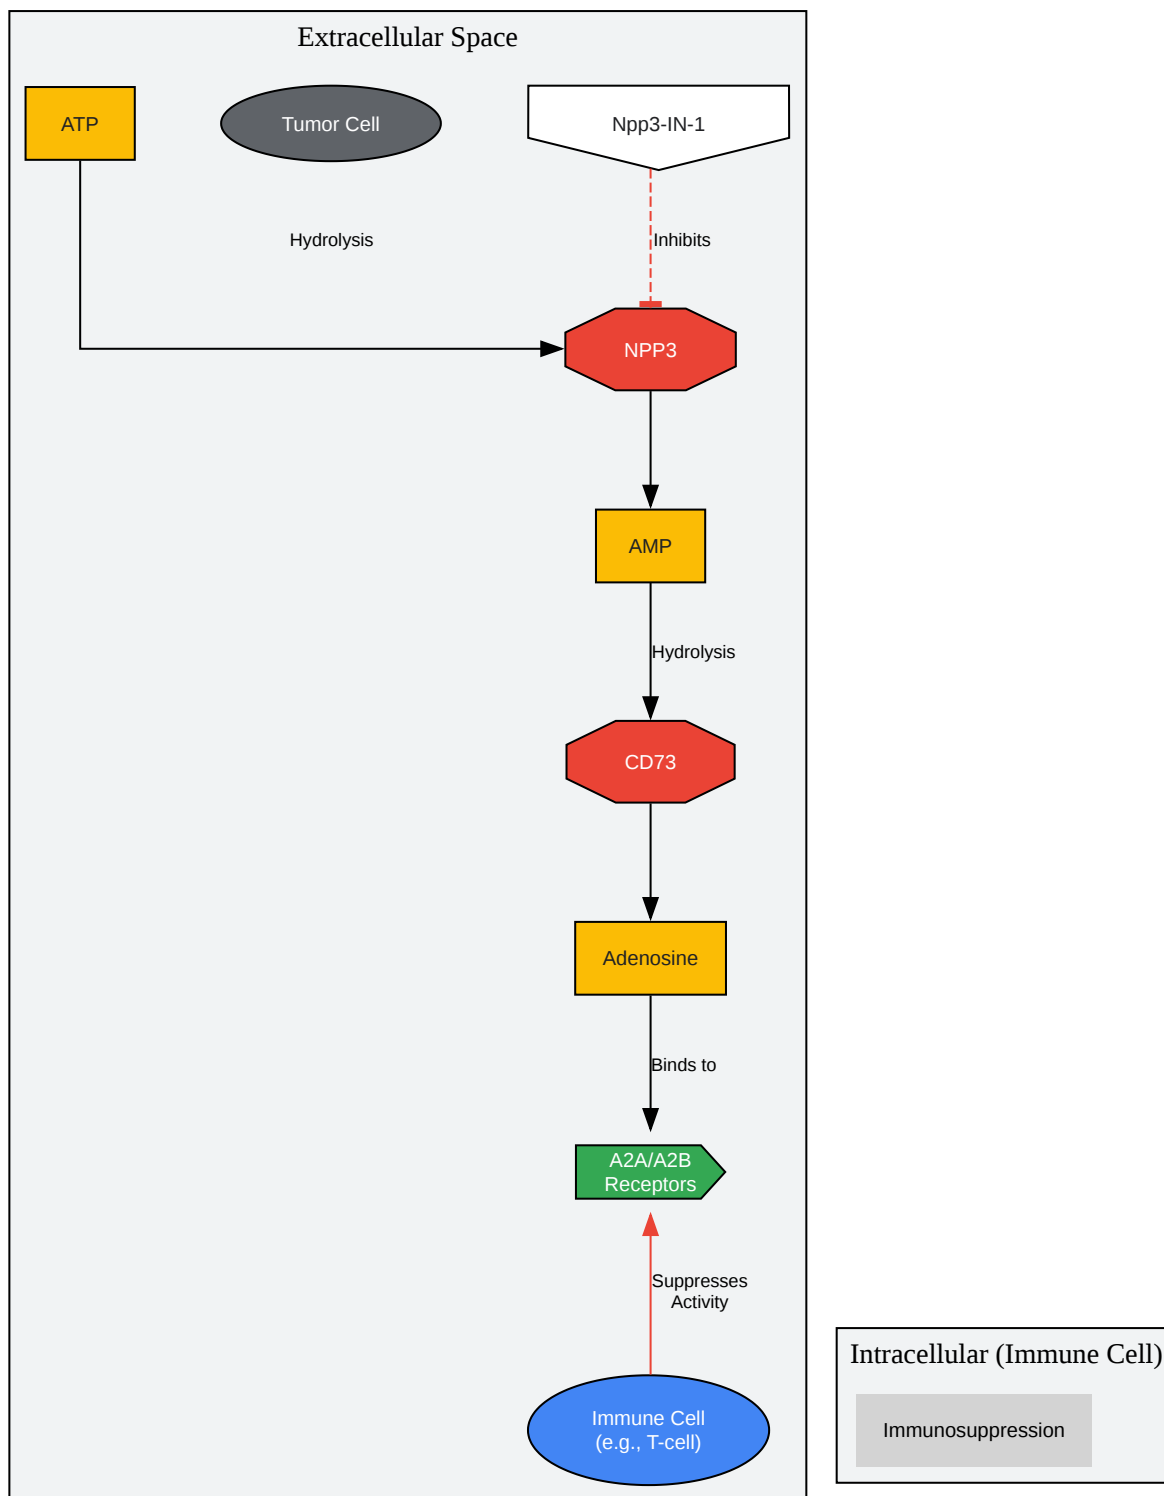 Extracellular Space
ATP
Tumor Cell
Npp3-IN-1
Hydrolysis
Inhibits
NPP3
AMP
Hydrolysis
CD73
Adenosine
Binds to
A2A/A2B
Receptors
Suppresses
Activity
Intracellular (Immune Cell)
Immune Cell
(e.g., T-cell)
Immunosuppression